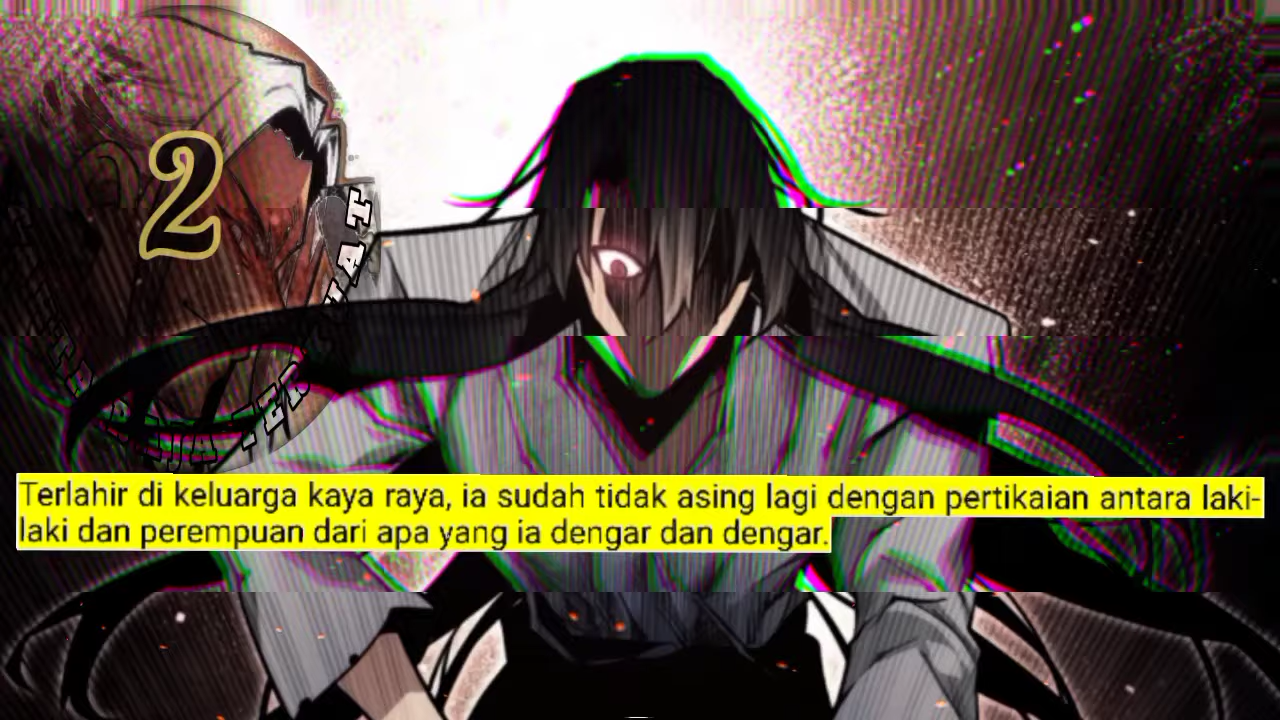 2
Terlahir di keluarga kaya raya, ia sudah tidak asing lagi dengan pertikaian antara laki-
laki dan perempuan dari apa yang ia dengar dan dengar.